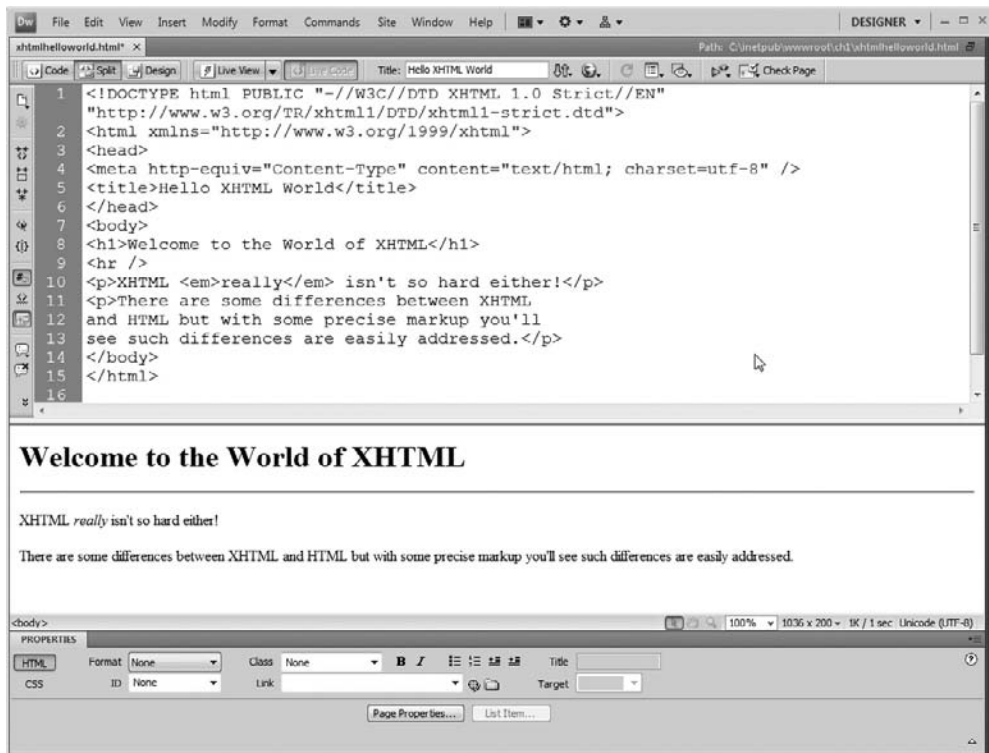 Dw File Edit View Insert Modify Format Commands Site Window Help DESIGNER
xhtmlhelloworld.html* × Path: C:\inetpub\wwwroot\ch1\xhtmlhelloworld.html
Code Split Design Live View Live Code Title: Hello XHTML World Check Page
1 <!DOCTYPE html PUBLIC "-//W3C//DTD XHTML 1.0 Strict//EN"
"http://www.w3.org/TR/xhtml1/DTD/xhtml1-strict.dtd">
2 <html xmlns="http://www.w3.org/1999/xhtml">
3 <head>
4 <meta http-equiv="Content-Type" content="text/html; charset=utf-8" />
5 <title>Hello XHTML World</title>
6 </head>
7 <body>
8 <h1>Welcome to the World of XHTML</h1>
9 <hr />
10 <p>XHTML <em>really</em> isn't so hard either!</p>
11 <p>There are some differences between XHTML
12 and HTML but with some precise markup you'll
13 see such differences are easily addressed.</p>
14 </body>
15 </html>
16
Welcome to the World of XHTML
XHTML really isn't so hard either!
There are some differences between XHTML and HTML but with some precise markup you'll see such differences are easily addressed.
<body> 100% 1036 x 200 1K / 1 sec Unicode (UTF-8)
PROPERTIES
HTML Format None Class None B I Title
CSS ID None Link Target
Page Properties... List Item...